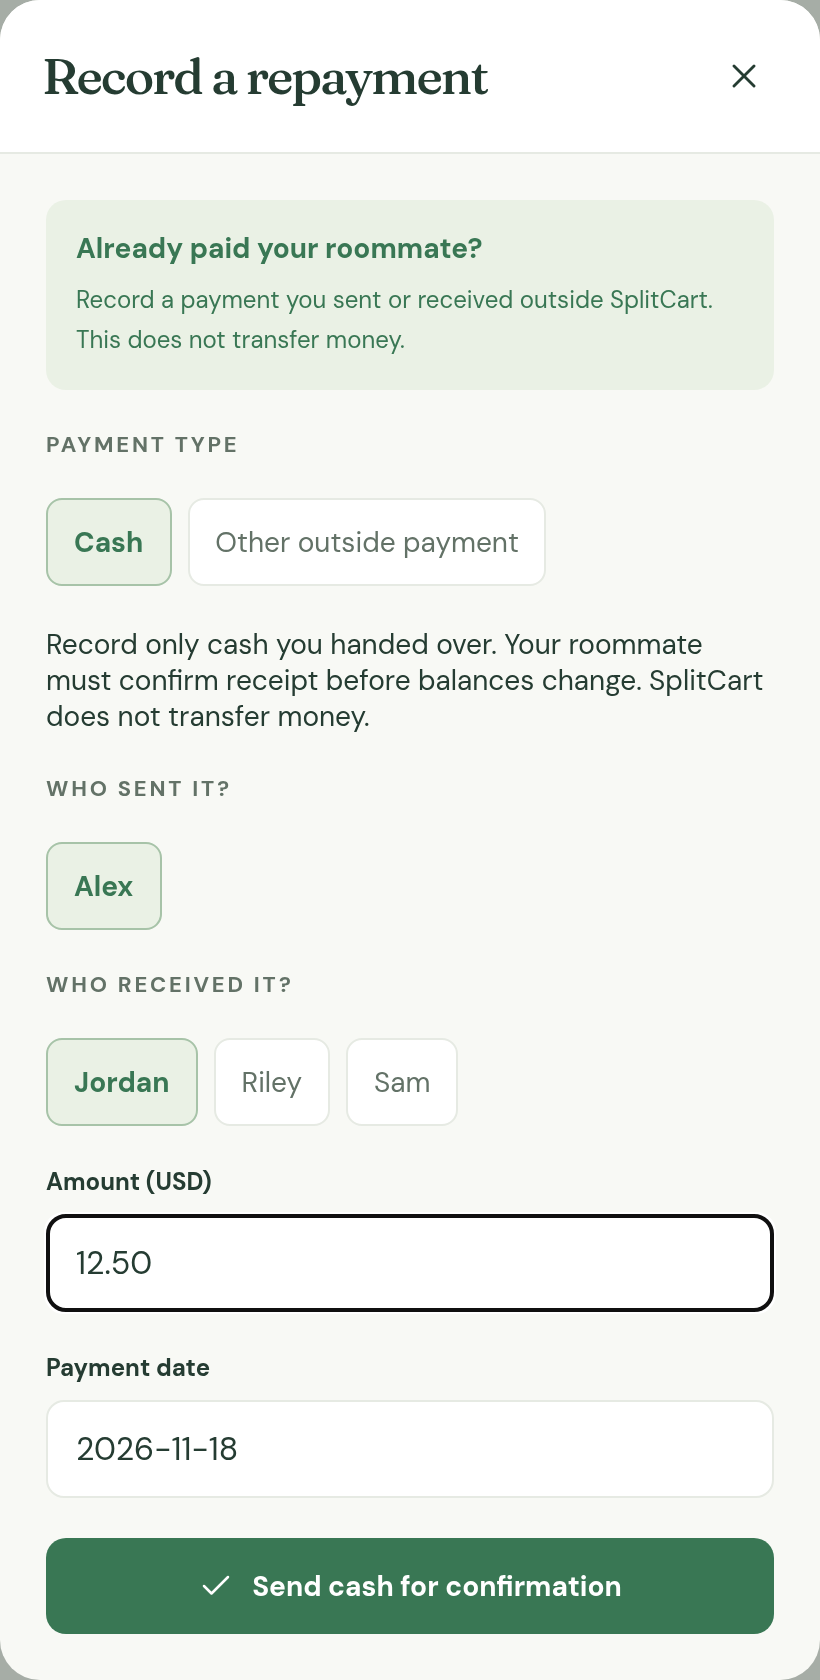 Record a repayment
Already paid your roommate?
Record a payment you sent or received outside SplitCart.
This does not transfer money.
PAYMENT TYPE
Cash
Other outside payment
Record only cash you handed over. Your roommate
must confirm receipt before balances change. SplitCart
does not transfer money.
WHO SENT IT?
Alex
WHO RECEIVED IT?
Jordan
Riley
Sam
Amount (USD)
12.50
Payment date
2026-11-18
Send cash for confirmation